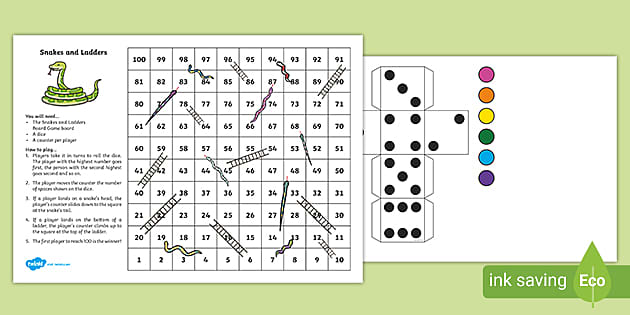 Snakes and Ladders
You will need...
• The Snakes and Ladders
Board Game board
• A dice
• A counter per player
How to play...
1. Players take it in turns to roll the dice.
The player with the highest number goes
first, the person with the second highest
goes second and so on.
2. The player moves the counter the number
of spaces shown on the dice.
3. If a player lands on a snake's head, the
player's counter slides down to the square
at the snake's tail.
4. If a player lands on the bottom of a
ladder, the player's counter climbs up
to the square at the top of the ladder.
5. The first player to reach 100 is the winner!
twinkl
100 99 98 97 96 95 94 93 92 91
81 82 83 84 85 86 87 88 89 90
80 79 78 77 76 75 74 73 72 71
61 62 63 64 65 66 67 68 69 70
60 59 58 57 56 55 54 53 52 51
41 42 43 44 45 46 47 48 49 50
40 39 38 37 36 35 34 33 32 31
21 22 23 24 25 26 27 28 29 30
20 19 18 17 16 15 14 13 12 11
1 2 3 4 5 6 7 8 9 10
ink saving
Eco